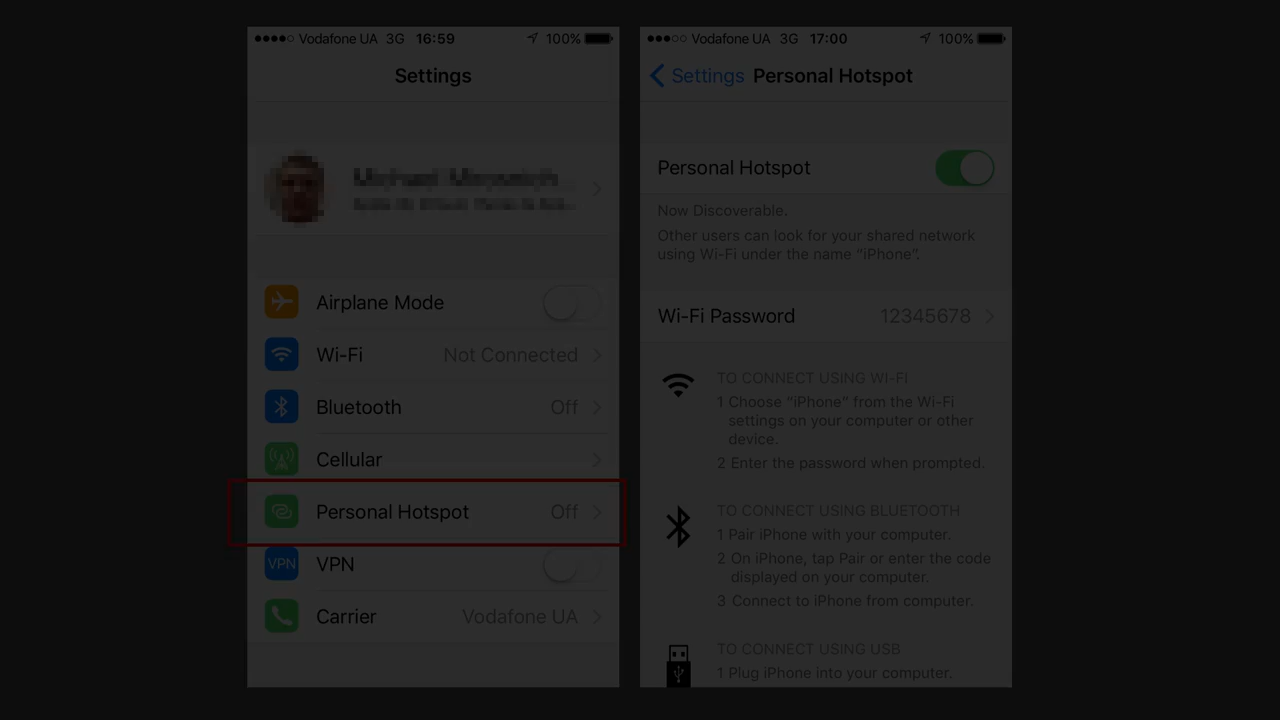 Vodafone UA 3G 16:59 100%
Settings
Airplane Mode
Wi-Fi Not Connected
Bluetooth Off
Cellular
Personal Hotspot Off
VPN VPN
Carrier Vodafone UA
Vodafone UA 3G 17:00 100%
Settings Personal Hotspot
Personal Hotspot
Now Discoverable.
Other users can look for your shared network
using Wi-Fi under the name “iPhone”.
Wi-Fi Password 12345678
TO CONNECT USING WI-FI
1 Choose “iPhone” from the Wi-Fi
settings on your computer or other
device.
2 Enter the password when prompted.
TO CONNECT USING BLUETOOTH
1 Pair iPhone with your computer.
2 On iPhone, tap Pair or enter the code
displayed on your computer.
3 Connect to iPhone from computer.
TO CONNECT USING USB
1 Plug iPhone into your computer.